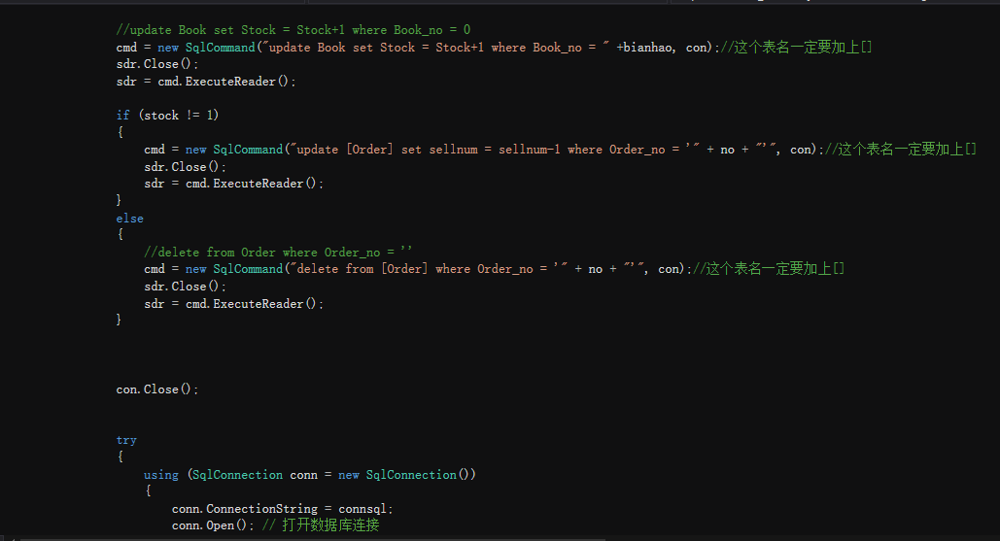 //update Book set Stock = Stock+1 where Book_no = 0
cmd = new SqlCommand("update Book set Stock = Stock+1 where Book_no = " +bianhao, con);//这个表名一定要加上[]
sdr.Close();
sdr = cmd.ExecuteReader();
if (stock != 1)
{
cmd = new SqlCommand("update [Order] set sellnum = sellnum-1 where Order_no = '" + no + "'", con);//这个表名一定要加上[]
sdr.Close();
sdr = cmd.ExecuteReader();
}
else
{
//delete from Order where Order_no = ''
cmd = new SqlCommand("delete from [Order] where Order_no = '" + no + "'", con);//这个表名一定要加上[]
sdr.Close();
sdr = cmd.ExecuteReader();
}
con.Close();
try
{
using (SqlConnection conn = new SqlConnection())
{
conn.ConnectionString = connsql;
conn.Open(); // 打开数据库连接